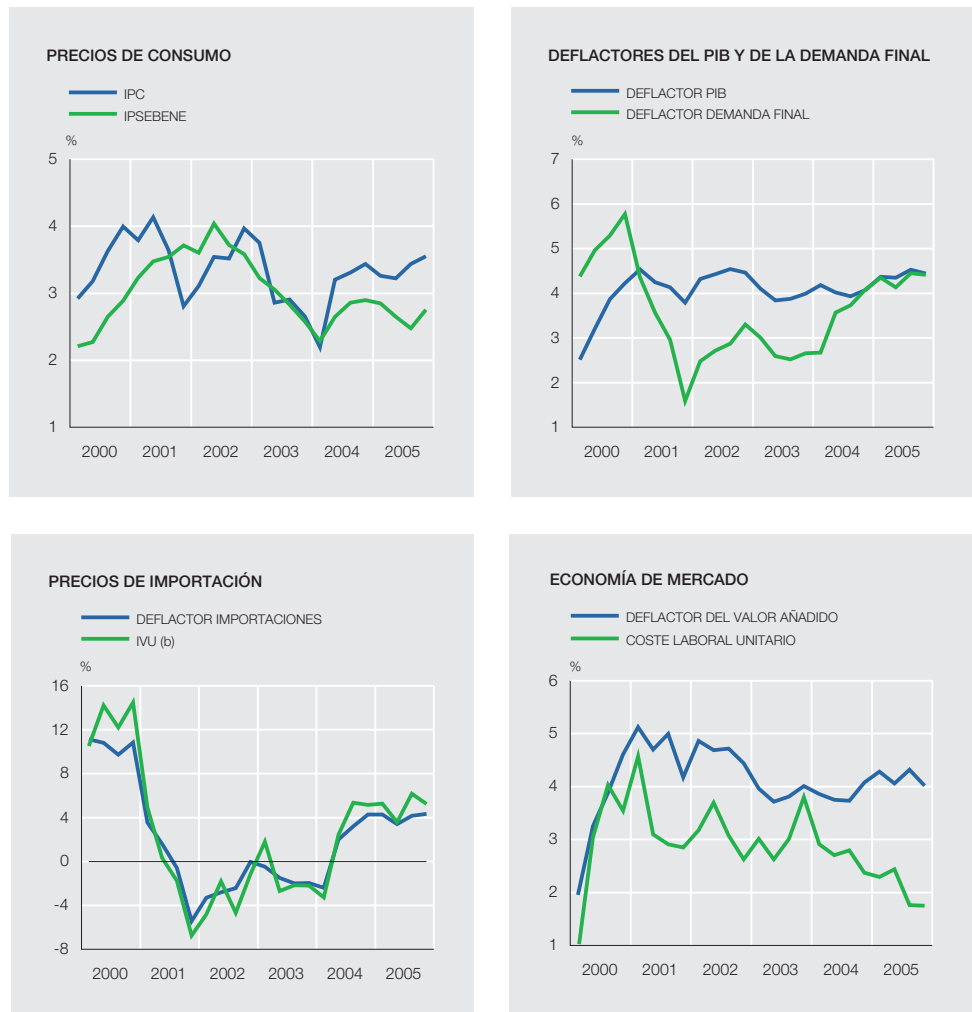 PRECIOS DE CONSUMO
IPC
IPSEBENE
%
5
4
3
2
1
2000 2001 2002 2003 2004 2005
DEFLACTORES DEL PIB Y DE LA DEMANDA FINAL
DEFLACTOR PIB
DEFLACTOR DEMANDA FINAL
%
7
6
5
4
3
2
1
2000 2001 2002 2003 2004 2005
PRECIOS DE IMPORTACIÓN
DEFLACTOR IMPORTACIONES
IVU (b)
%
16
12
8
4
0
-4
-8
2000 2001 2002 2003 2004 2005
ECONOMÍA DE MERCADO
DEFLACTOR DEL VALOR AÑADIDO
COSTE LABORAL UNITARIO
%
6
5
4
3
2
1
2000 2001 2002 2003 2004 2005